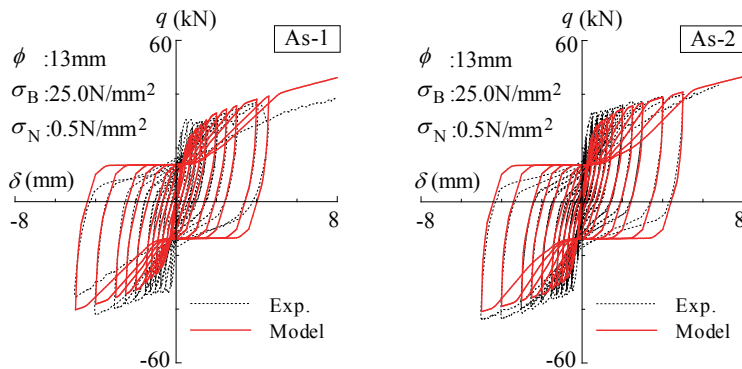 q (kN)
60
As-1
ϕ :13mm
σB :25.0N/mm2
σN :0.5N/mm2
δ (mm)
-8
8
Exp.
Model
-60
q (kN)
60
As-2
ϕ :13mm
σB :25.0N/mm2
σN :0.5N/mm2
δ (mm)
-8
8
Exp.
Model
-60